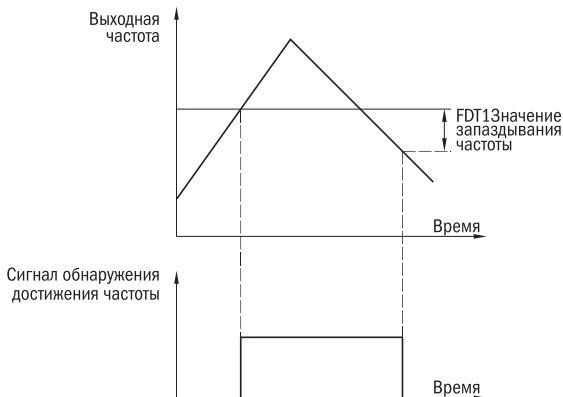 Выходная
частота
FDT1Значение
запаздывания
частоты
Время
Сигнал обнаружения
достижения частоты
Время